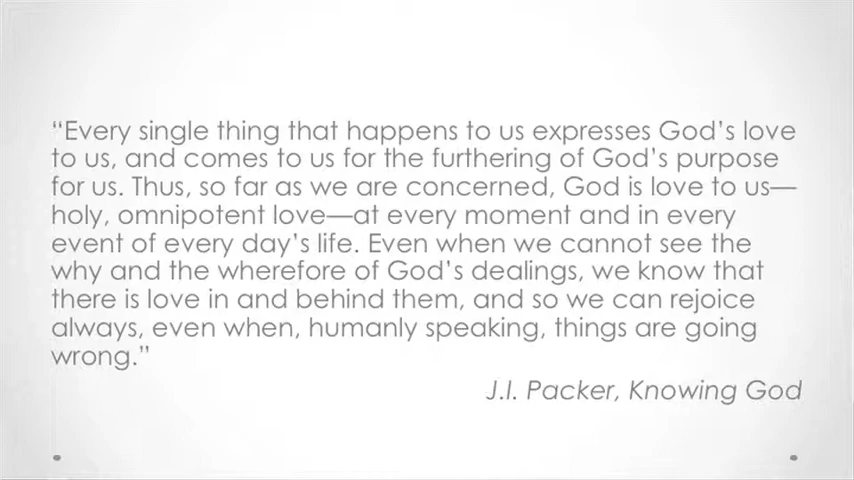 “Every single thing that happens to us expresses God’s love
to us, and comes to us for the furthering of God’s purpose
for us. Thus, so far as we are concerned, God is love to us—
holy, omnipotent love—at every moment and in every
event of every day’s life. Even when we cannot see the
why and the wherefore of God’s dealings, we know that
there is love in and behind them, and so we can rejoice
always, even when, humanly speaking, things are going
wrong.”
J.I. Packer, Knowing God